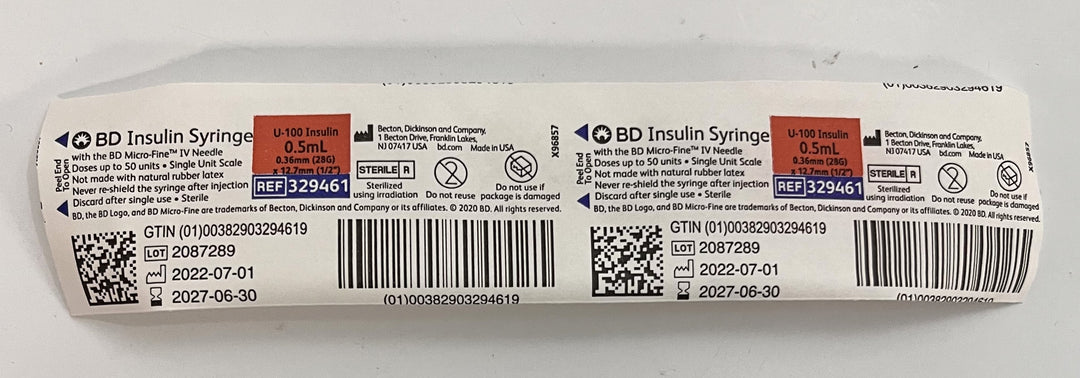 BD Insulin Syringe
with the BD Micro-Fine™ IV Needle
Doses up to 50 units • Single Unit Scale
Not made with natural rubber latex
Never re-shield the syringe after injection
Discard after single use • Sterile
Peel End
To Open
U-100 Insulin
0.5mL
0.36mm (28G)
x 12.7mm (1/2")
REF 329461
Becton, Dickinson and Company,
1 Becton Drive, Franklin Lakes,
NJ 07417 USA bd.com Made in USA
STERILE R
Sterilized
using irradiation
Do not reuse
Do not use if
package is damaged
X96857
BD, the BD Logo, and BD Micro-Fine are trademarks of Becton, Dickinson and Company or its affiliates. © 2020 BD. All rights reserved.
GTIN (01)00382903294619
LOT 2087289
2022-07-01
2027-06-30
(01)00382903294619
BD Insulin Syringe
with the BD Micro-Fine™ IV Needle
Doses up to 50 units • Single Unit Scale
Not made with natural rubber latex
Never re-shield the syringe after injection
Discard after single use • Sterile
Peel End
To Open
U-100 Insulin
0.5mL
0.36mm (28G)
x 12.7mm (1/2")
REF 329461
Becton, Dickinson and Company,
1 Becton Drive, Franklin Lakes,
NJ 07417 USA bd.com Made in USA
STERILE R
Sterilized
using irradiation
Do not reuse
Do not use if
package is damaged
X96857
BD, the BD Logo, and BD Micro-Fine are trademarks of Becton, Dickinson and Company or its affiliates. © 2020 BD. All rights reserved.
GTIN (01)00382903294619
LOT 2087289
2022-07-01
2027-06-30